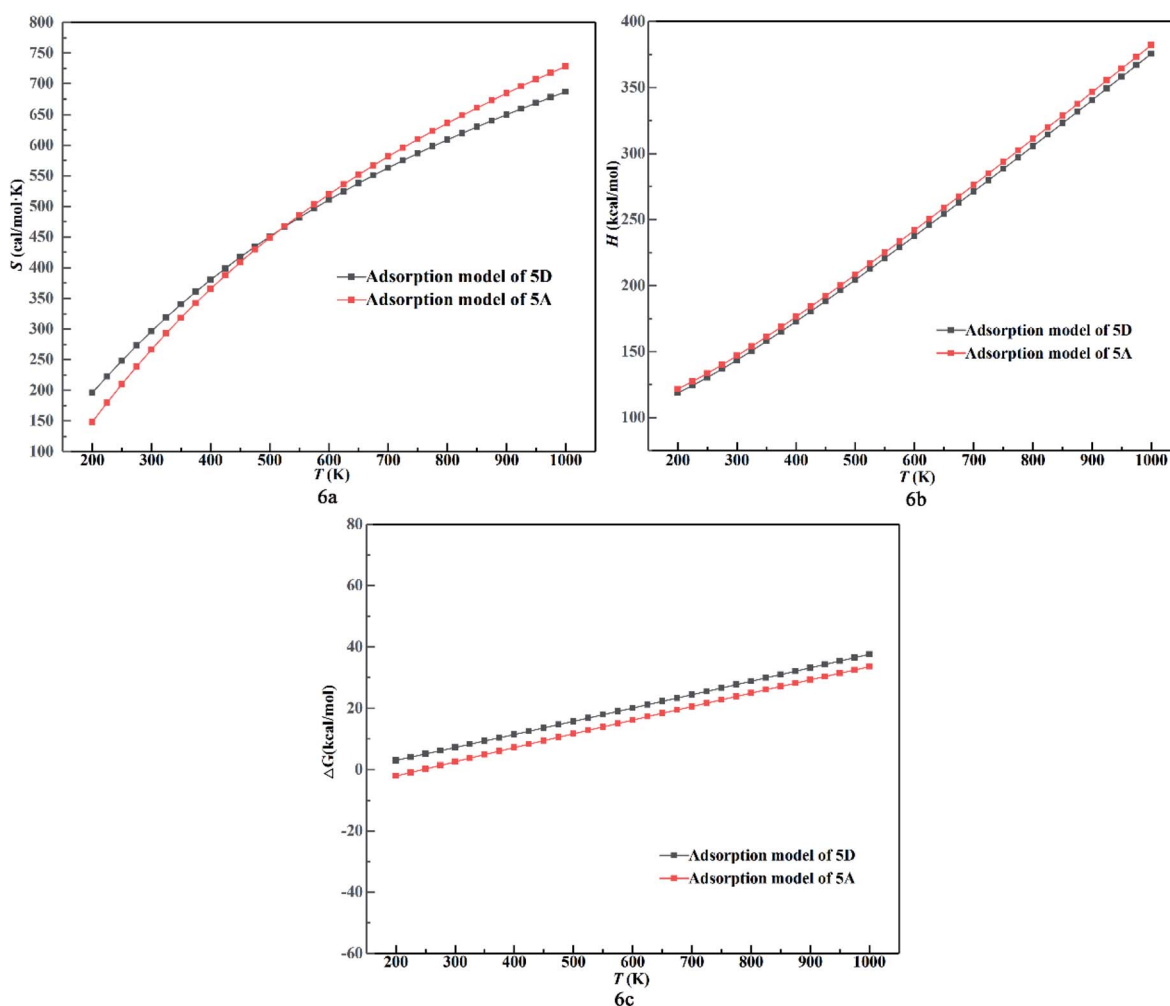 800
750
700
650
600
550
500
450
400
350
300
250
200
150
100
S (cal/mol·K)
Adsorption model of 5D
Adsorption model of 5A
200 300 400 500 600 700 800 900 1000
T (K)
6a
400
350
300
250
200
150
100
H (kcal/mol)
Adsorption model of 5D
Adsorption model of 5A
200 300 400 500 600 700 800 900 1000
T (K)
6b
80
60
40
20
0
-20
-40
-60
△G(kcal/mol)
Adsorption model of 5D
Adsorption model of 5A
200 300 400 500 600 700 800 900 1000
T (K)
6c